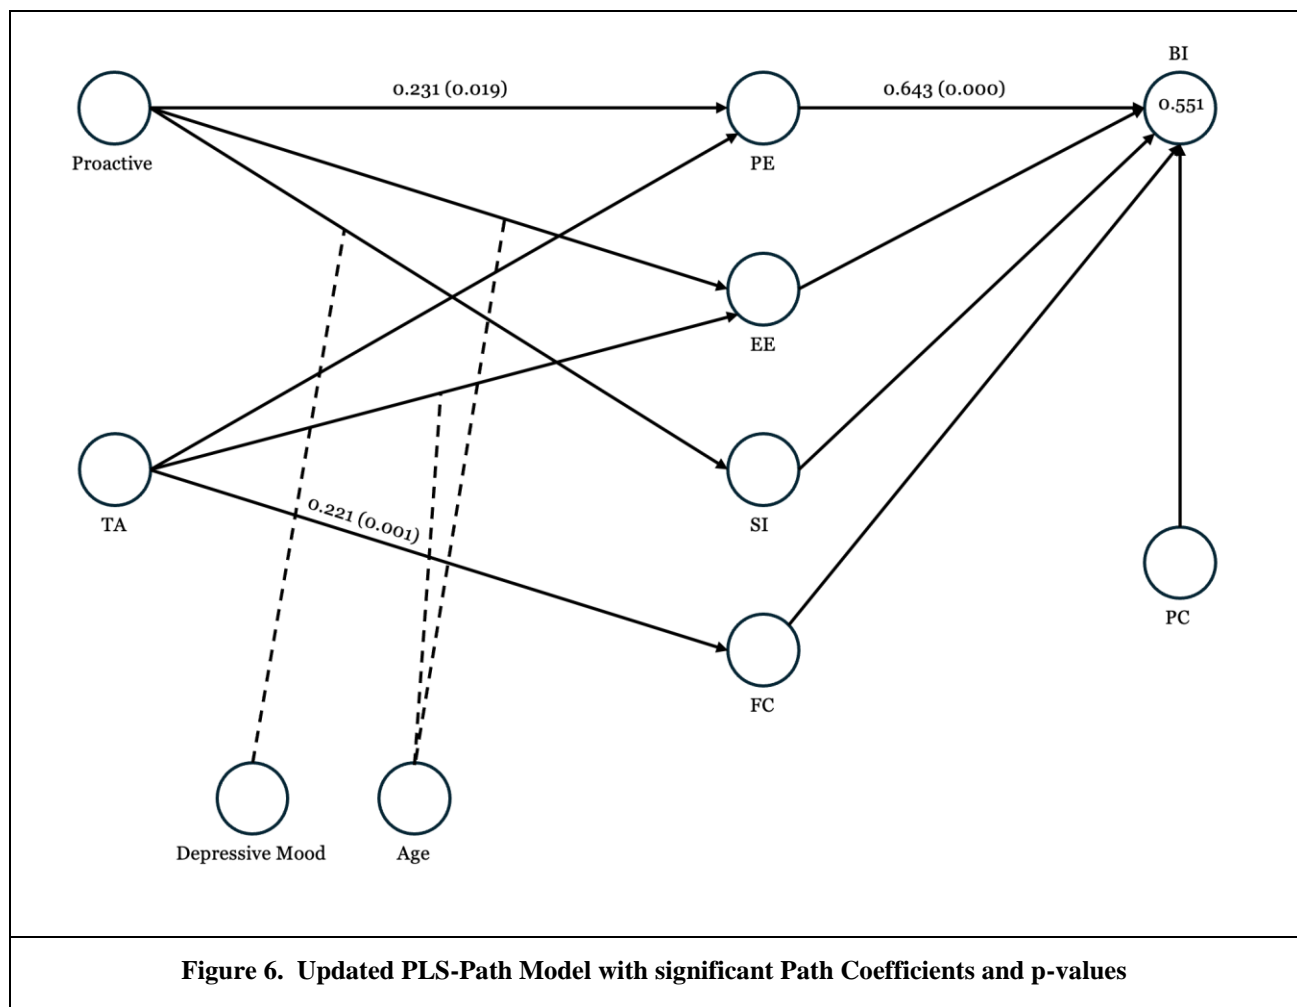 BI
0.231 (0.019)
0.643 (0.000)
0.551
Proactive
PE
EE
TA
0.221 (0.001)
SI
PC
FC
Depressive Mood
Age
Figure 6.  Updated PLS-Path Model with significant Path Coefficients and p-values